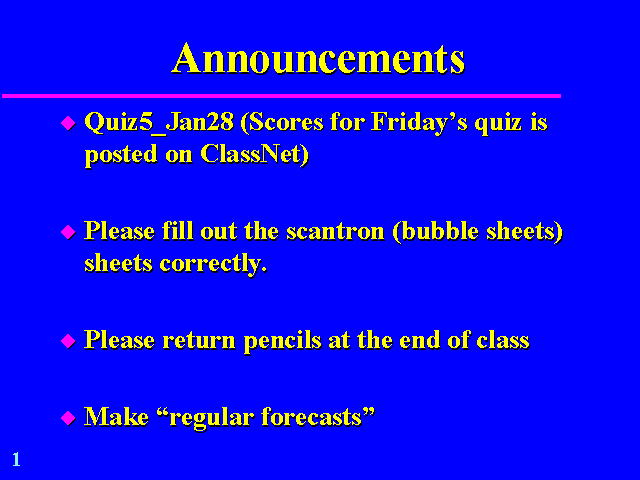 Announcements
Quiz5_Jan28 (Scores for Friday’s quiz is
posted on ClassNet)
Please fill out the scantron (bubble sheets)
sheets correctly.
Please return pencils at the end of class
Make “regular forecasts”
1